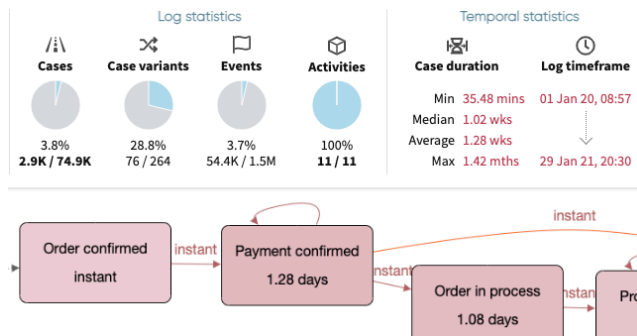 Log statistics
Temporal statistics
Cases
Case variants
Events
Activities
Case duration
Log timeframe
3.8%
28.8%
3.7%
100%
2.9K / 74.9K
76 / 264
54.4K / 1.5M
11 / 11
Min 35.48 mins
Median 1.02 wks
Average 1.28 wks
Max 1.42 mths
01 Jan 20, 08:57
29 Jan 21, 20:30
Order confirmed
instant
instant
Payment confirmed
1.28 days
instant
instant
Order in process
1.08 days
nstan
Pro